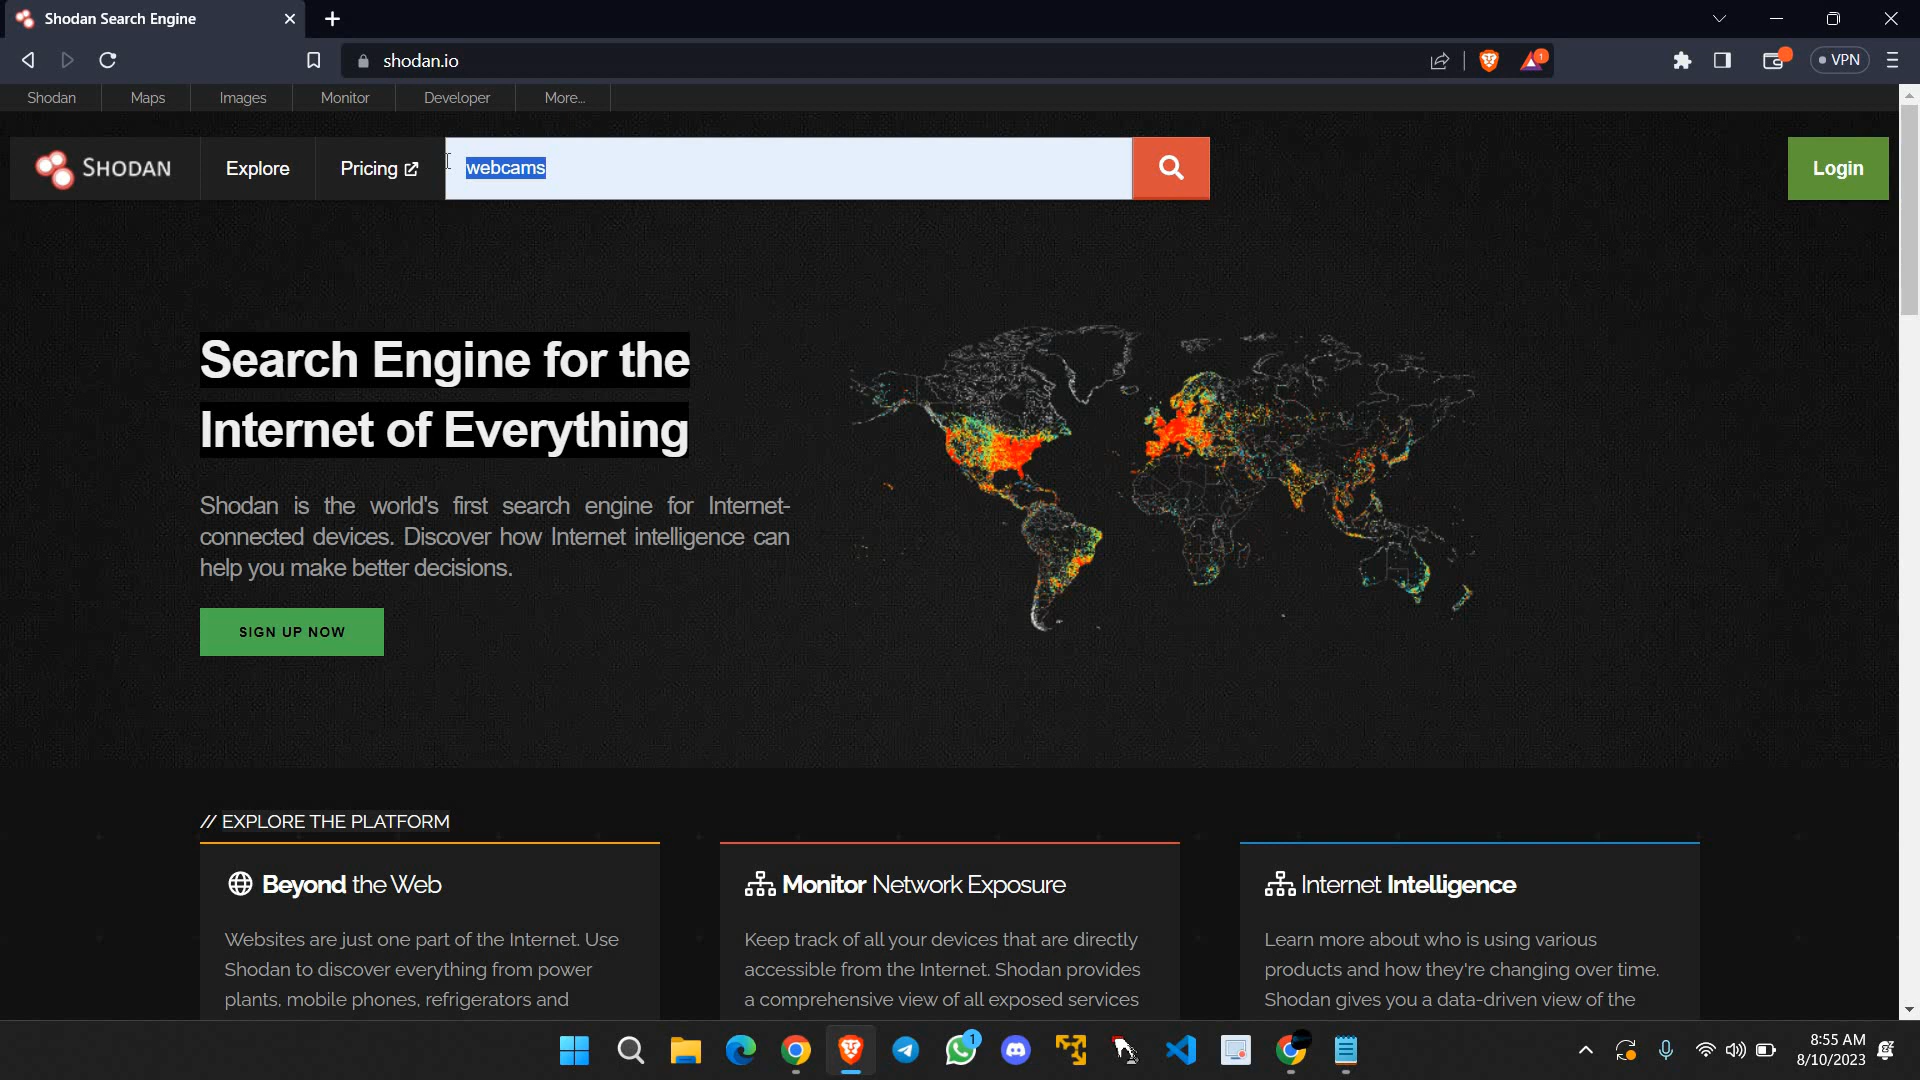 Shodan Search Engine
shodan.io
1
VPN
Shodan
Maps
Images
Monitor
Developer
More...
SHODAN
Explore
Pricing
webcams
Login
Search Engine for the
Internet of Everything
Shodan is the world's first search engine for Internet-
connected devices. Discover how Internet intelligence can
help you make better decisions.
SIGN UP NOW
// EXPLORE THE PLATFORM
Beyond the Web
Websites are just one part of the Internet. Use
Shodan to discover everything from power
plants, mobile phones, refrigerators and
Monitor Network Exposure
Keep track of all your devices that are directly
accessible from the Internet. Shodan provides
a comprehensive view of all exposed services
Internet Intelligence
Learn more about who is using various
products and how they're changing over time.
Shodan gives you a data-driven view of the
1
8:55 AM
8/10/2023